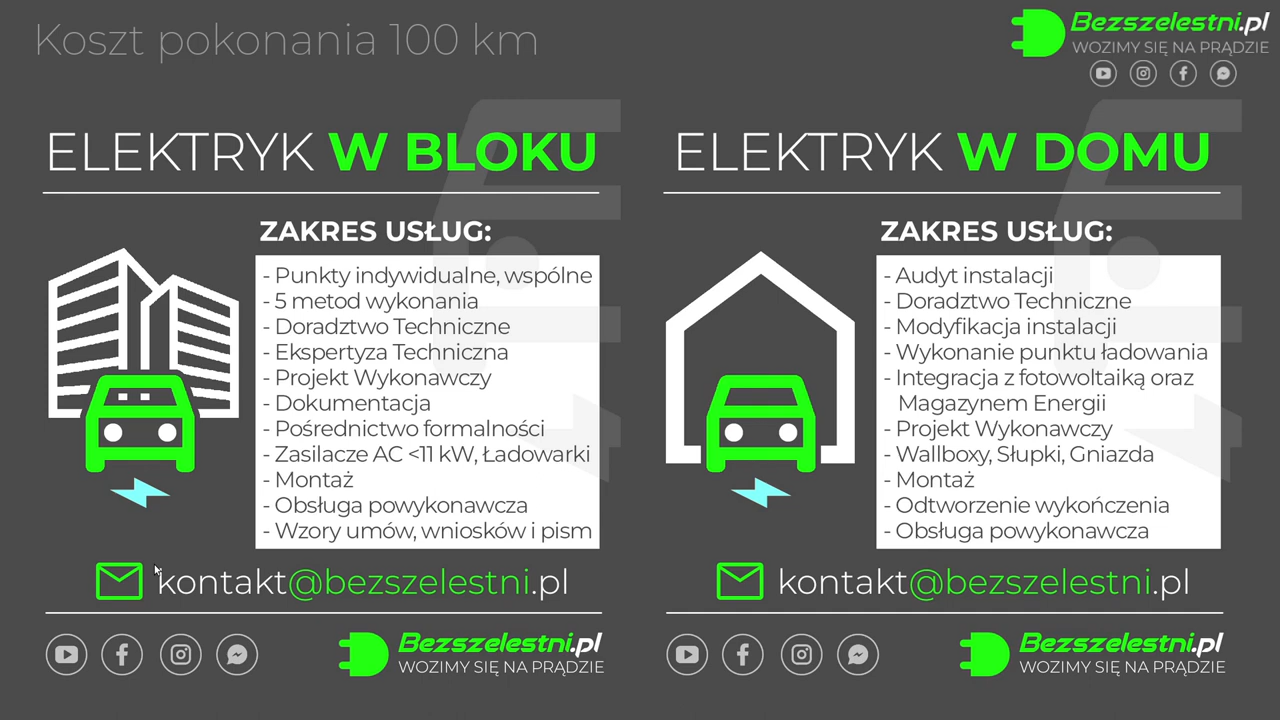 Koszt pokonania 100 km
Bezszelestni.pl
WOZIMY SIĘ NA PRĄDZIE
ELEKTRYK W BLOKU
ZAKRES USŁUG:
- Punkty indywidualne, wspólne
- 5 metod wykonania
- Doradztwo Techniczne
- Ekspertyza Techniczna
- Projekt Wykonawczy
- Dokumentacja
- Pośrednictwo formalności
- Zasilacze AC <11 kW, Ładowarki
- Montaż
- Obsługa powykonawcza
- Wzory umów, wniosków i pism
kontakt@bezszelestni.pl
Bezszelestni.pl
WOZIMY SIĘ NA PRĄDZIE
ELEKTRYK W DOMU
ZAKRES USŁUG:
- Audyt instalacji
- Doradztwo Techniczne
- Modyfikacja instalacji
- Wykonanie punktu ładowania
- Integracja z fotowoltaiką oraz
Magazynem Energii
- Projekt Wykonawczy
- Wallboxy, Słupki, Gniazda
- Montaż
- Odtworzenie wykończenia
- Obsługa powykonawcza
kontakt@bezszelestni.pl
Bezszelestni.pl
WOZIMY SIĘ NA PRĄDZIE